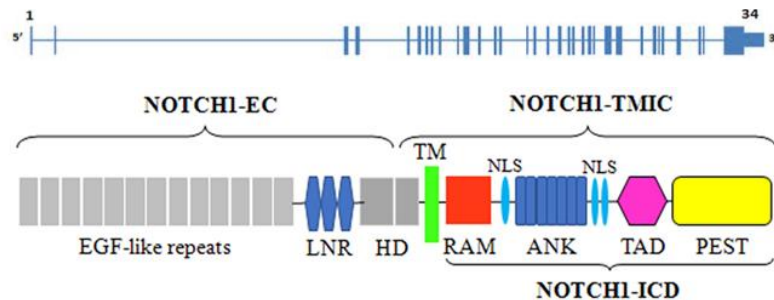 1 34
5' 3
NOTCH1-EC NOTCH1-TMIC
TM
NLS NLS
EGF-like repeats LNR HD RAM ANK TAD PEST
NOTCH1-ICD